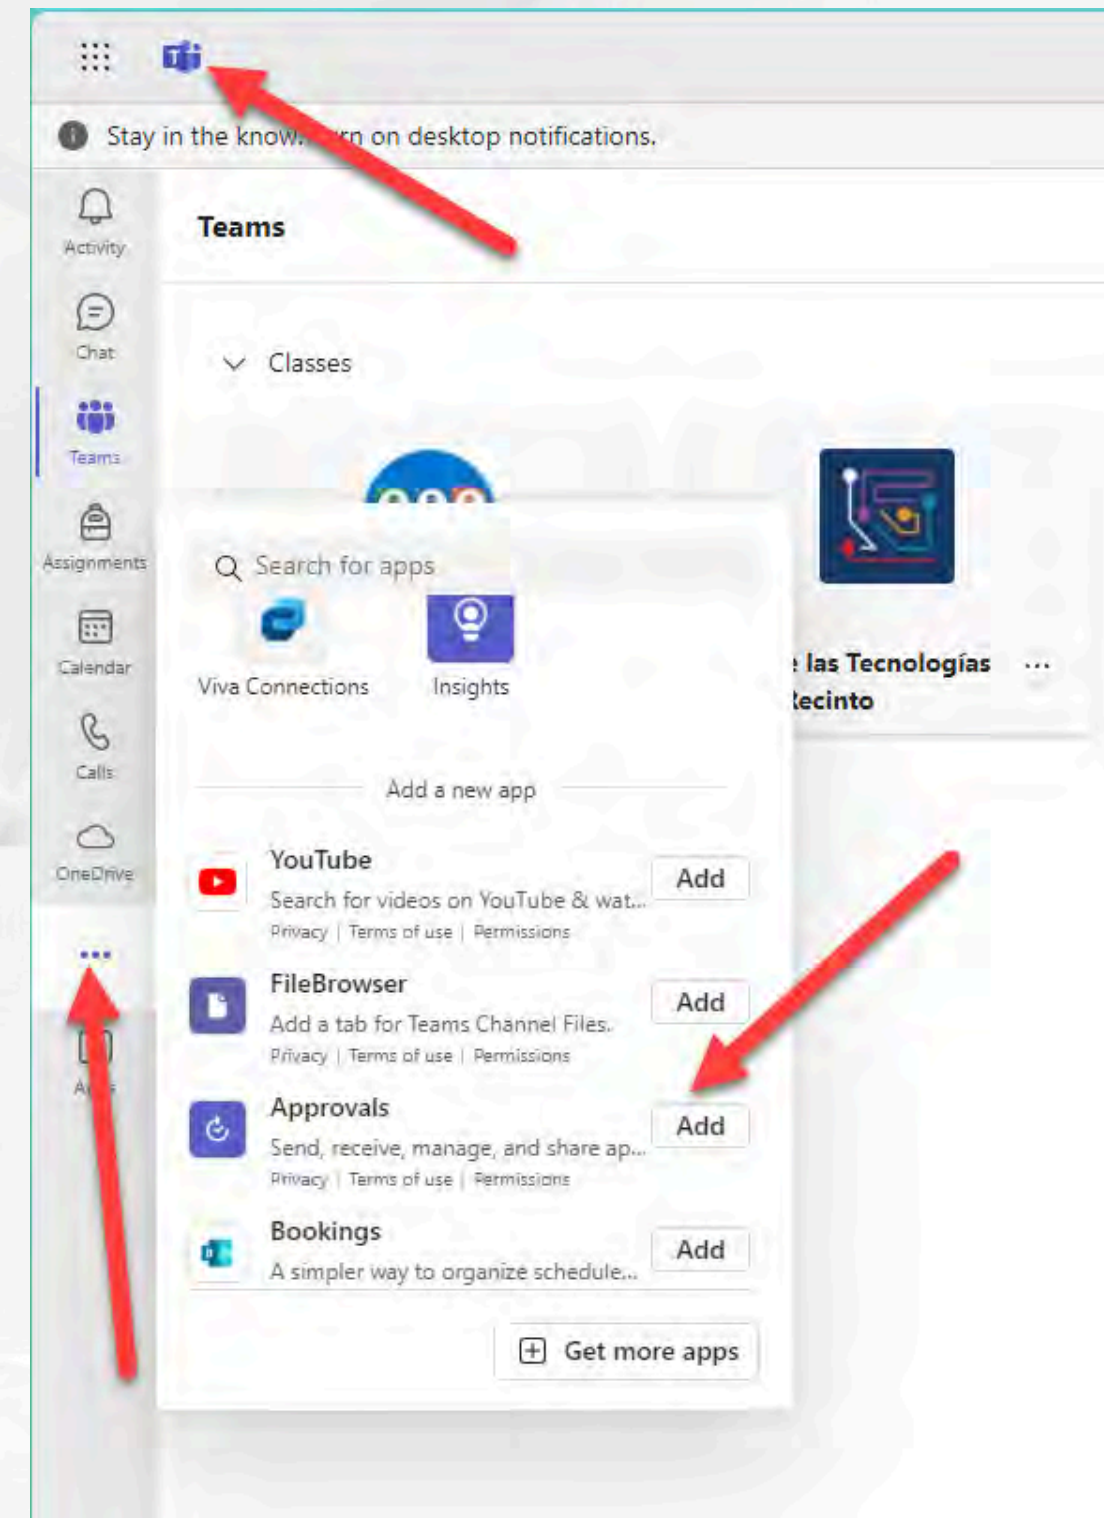 Stay in the know. rn on desktop notifications.
Activity
Teams
Chat
Classes
Teams
Assignments
Search for apps
Calendar
Viva Connections
Insights
las Tecnologías ...
Recinto
Calls
Add a new app
OneDrive
YouTube
Add
Search for videos on YouTube & wat...
Privacy | Terms of use | Permissions
FileBrowser
Add
Add a tab for Teams Channel Files.
Privacy | Terms of use | Permissions
Approvals
Add
Send, receive, manage, and share ap...
Privacy | Terms of use | Permissions
Bookings
Add
A simpler way to organize schedule...
Get more apps